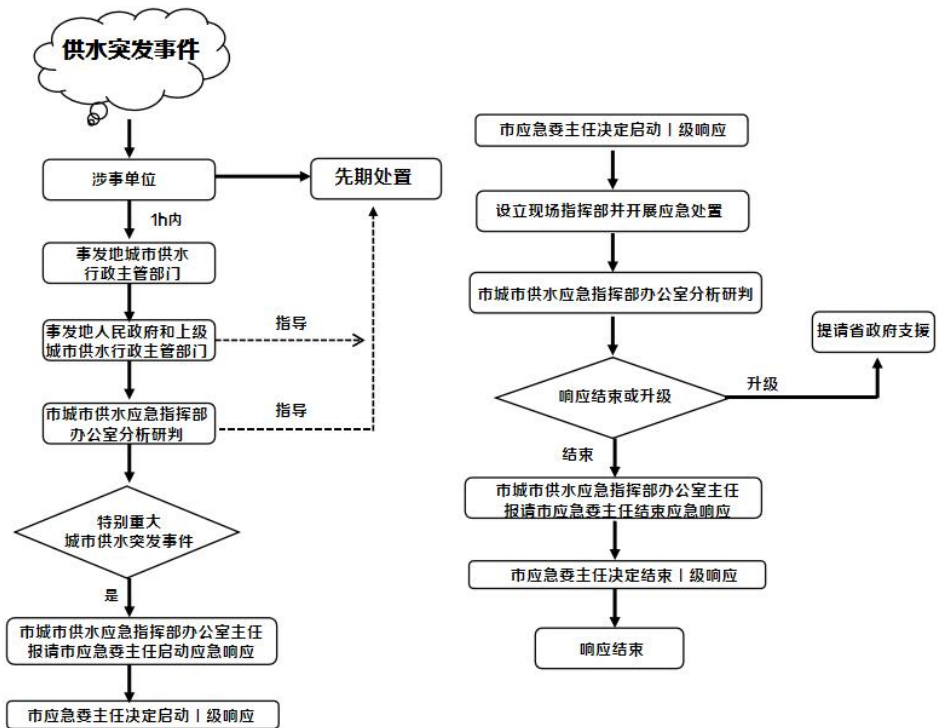 供水突发事件
涉事单位
先期处置
1h内
事发地城市供水
行政主管部门
事发地人民政府和上级
城市供水行政主管部门
指导
市城市供水应急指挥部
办公室分析研判
指导
特别重大
城市供水突发事件
是
市城市供水应急指挥部办公室主任
报请市应急委主任启动应急响应
市应急委主任决定启动Ⅰ级响应
市应急委主任决定启动Ⅰ级响应
设立现场指挥部并开展应急处置
市城市供水应急指挥部办公室分析研判
提请省政府支援
响应结束或升级
升级
结束
市城市供水应急指挥部办公室主任
报请市应急委主任结束应急响应
市应急委主任决定结束Ⅰ级响应
响应结束